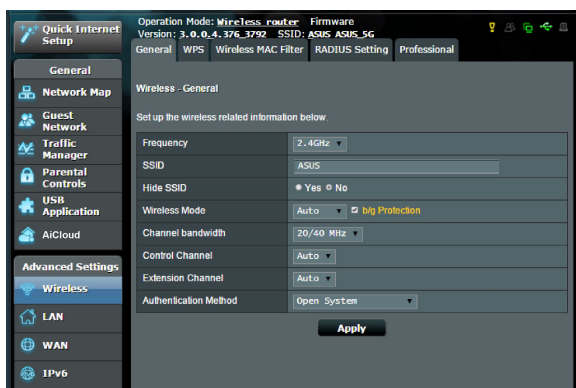 Quick Internet
Setup
Operation Mode: Wireless router Firmware
Version: 3.0.0.4.376_3792 SSID: ASUS ASUS_5G
General WPS Wireless MAC Filter RADIUS Setting Professional
General
Network Map
Guest
Network
Traffic
Manager
Parental
Controls
USB
Application
AiCloud
Advanced Settings
Wireless
LAN
WAN
IPv6
Wireless - General
Set up the wireless related information below.
Frequency 2.4GHz
SSID ASUS
Hide SSID Yes No
Wireless Mode Auto b/g Protection
Channel bandwidth 20/40 MHz
Control Channel Auto
Extension Channel Auto
Authentication Method Open System
Apply